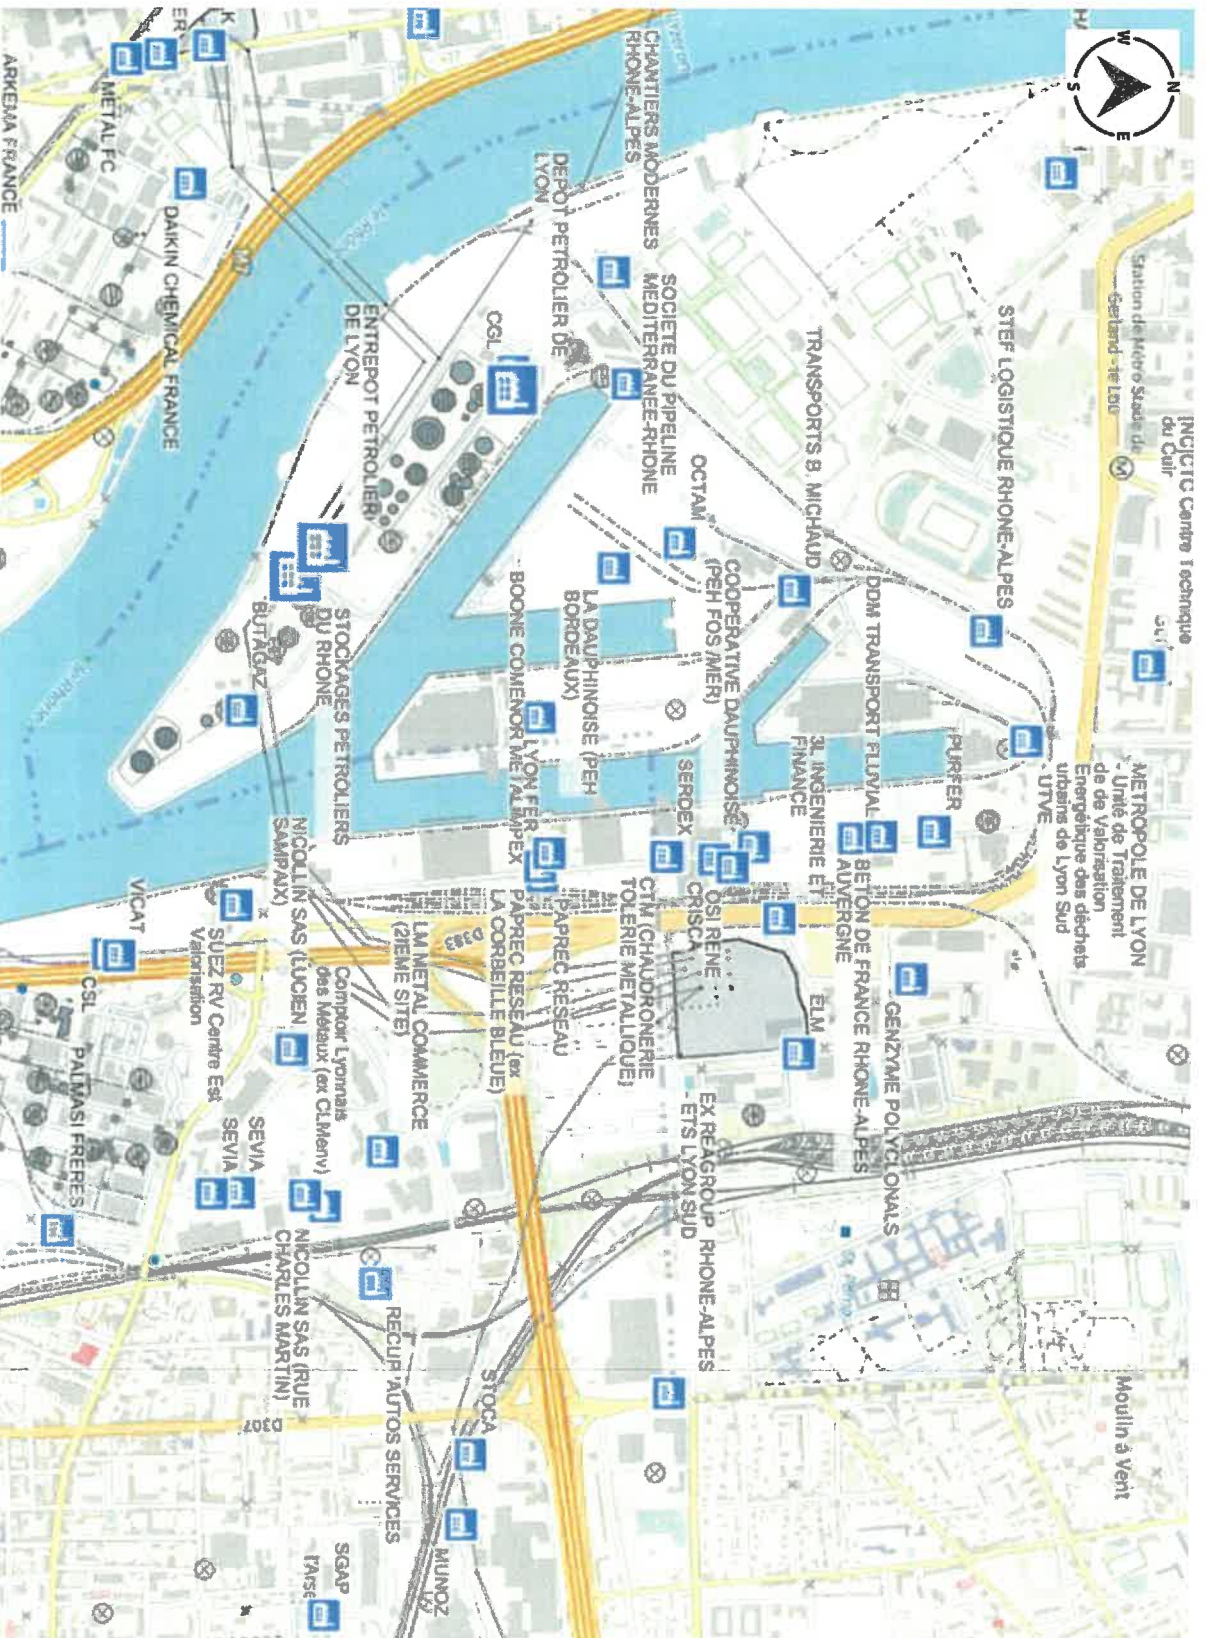 N
W
E
S
INC(CTC Centre Technique
du Cuir
Station de Métro Stade de
Gerland - le LOU
M
STEF LOGISTIQUE RHONE-ALPES
METROPOLE DE LYON
- Unité de Traitement
de Valorisation
Energétique des déchets
urbains de Lyon Sud
UTVE
Moulin à Vent
TRANSPORTS B. MICHAUD
DDM TRANSPORT FLUVIAL
PURFER
3L INGENIERIE ET
FINANCE
BETON DE FRANCE RHONE-ALPES
AUVERGNE
GENZYME POLYCLONALS
ELM
CHANTIERS MODERNES
RHONE-ALPES
SOCIETE DU PIPELINE
MEDITERRANEE-RHONE
OCTAM
COOPERATIVE DAUPHINOISE
(PEH FOS /MER)
SERDEX
OSI RENE
CRISCA
EX REAGROUP RHONE-ALPES
- ETS LYON SUD
DEPOT PETROLIER DE
LYON
LA DAUPHINOISE (PEH
BORDEAUX)
CTM (CHAUDRONERIE
TOLERIE METALLIQUE)
CGL
BOONE COMENOR METALIMPEX
LYON FER
PAPREC RESEAU
PAPREC RESEAU (ex
LA CORBEILLE BLEUE)
STOCA
ENTREPOT PETROLIER
DE LYON
STOCKAGES PETROLIERS
DU RHONE
D383
LM METAL COMMERCE
(2IEME SITE)
Comptoir Lyonnais
des Métaux (ex CLMenv)
RECUP'AUTOS SERVICES
MUNOZ
SGAP
BUTAGAZ
NICOLLIN SAS (LUCIEN
SAMPAIX)
NICOLLIN SAS (RUE
CHARLES MARTIN)
D307
SUEZ RV Centre Est
Valorisation
SEVIA
SEVIA
DAIKIN CHEMICAL FRANCE
METAL FC
VICAT
CSL
PALMASI FRERES
ARKEMA FRANCE